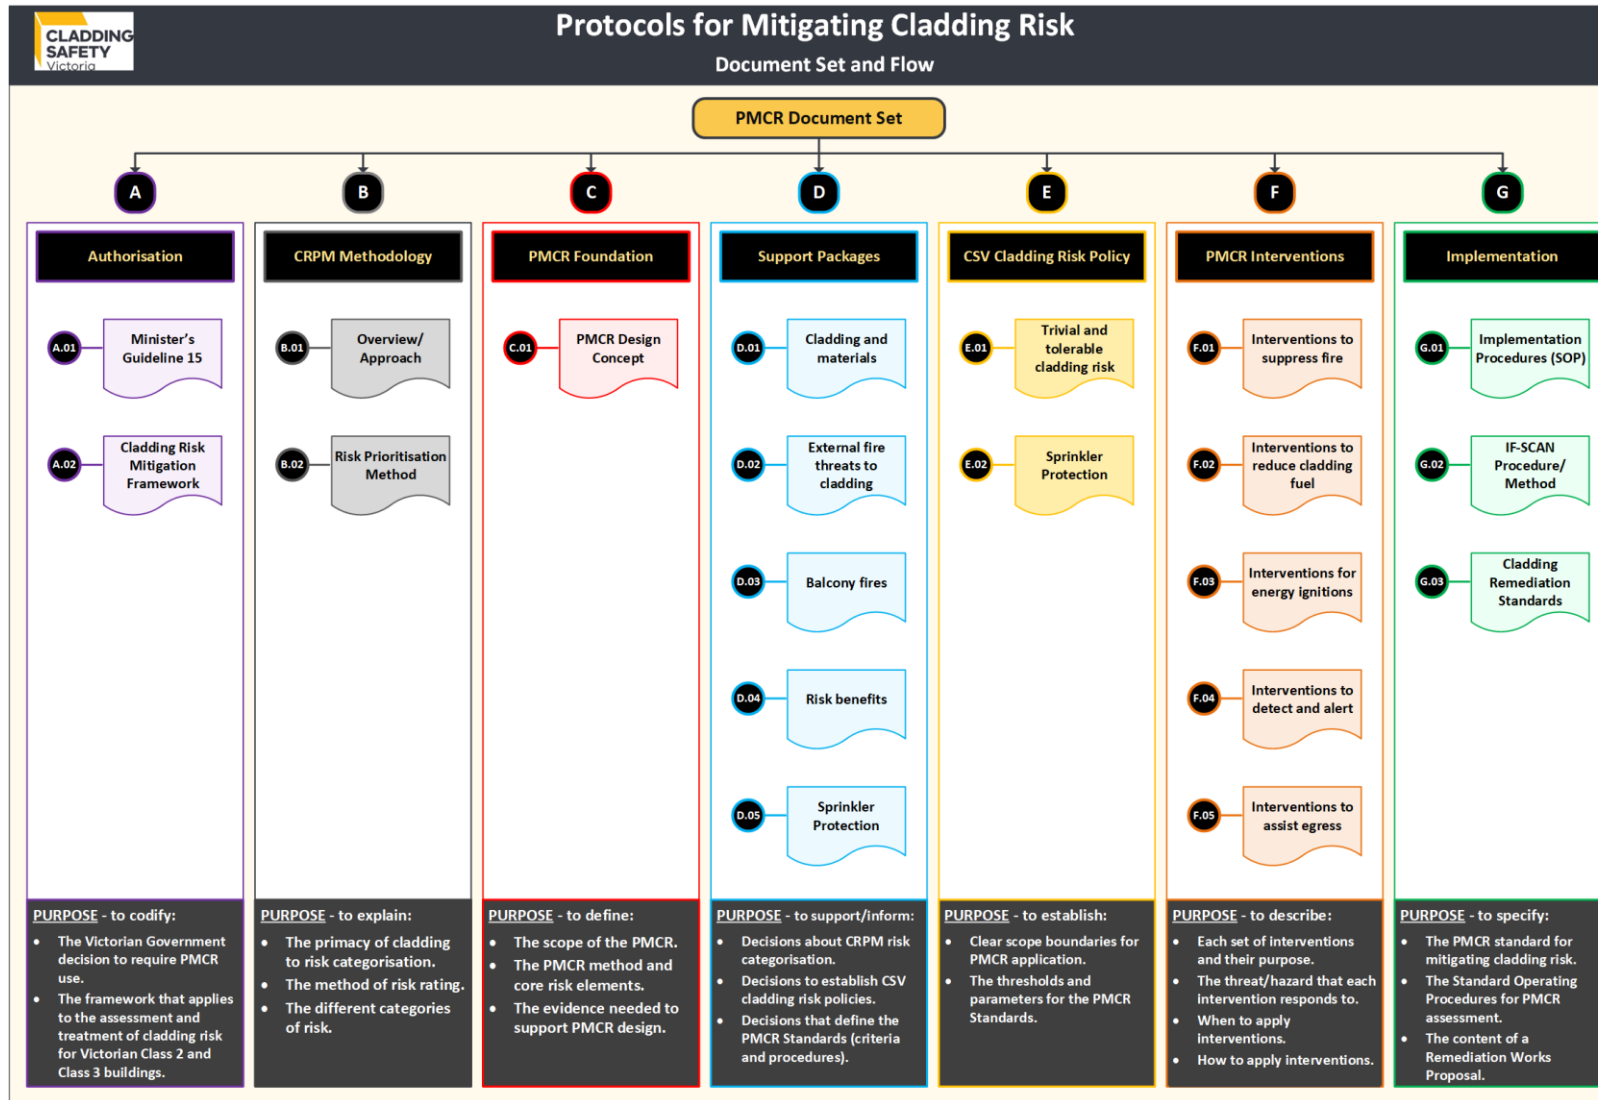 CLADDING
SAFETY
Victoria
Protocols for Mitigating Cladding Risk
Document Set and Flow
PMCR Document Set
A
B
C
D
E
F
G
Authorisation
CRPM Methodology
PMCR Foundation
Support Packages
CSV Cladding Risk Policy
PMCR Interventions
Implementation
A.01
Minister's
Guideline 15
A.02
Cladding Risk
Mitigation
Framework
B.01
Overview/
Approach
B.02
Risk Prioritisation
Method
C.01
PMCR Design
Concept
D.01
Cladding and
materials
D.02
External fire
threats to
cladding
D.03
Balcony fires
D.04
Risk benefits
D.05
Sprinkler
Protection
E.01
Trivial and
tolerable
cladding risk
E.02
Sprinkler
Protection
F.01
Interventions to
suppress fire
F.02
Interventions to
reduce cladding
fuel
F.03
Interventions for
energy ignitions
F.04
Interventions to
detect and alert
F.05
Interventions to
assist egress
G.01
Implementation
Procedures (SOP)
G.02
IF-SCAN
Procedure/
Method
G.03
Cladding
Remediation
Standards
PURPOSE - to codify:
• The Victorian Government
decision to require PMCR
use.
• The framework that applies
to the assessment and
treatment of cladding risk
for Victorian Class 2 and
Class 3 buildings.
PURPOSE - to explain:
• The primacy of cladding
to risk categorisation.
• The method of risk rating.
• The different categories
of risk.
PURPOSE - to define:
• The scope of the PMCR.
• The PMCR method and
core risk elements.
• The evidence needed to
support PMCR design.
PURPOSE - to support/inform:
• Decisions about CRPM risk
categorisation.
• Decisions to establish CSV
cladding risk policies.
• Decisions that define the
PMCR Standards (criteria
and procedures).
PURPOSE - to establish:
• Clear scope boundaries for
PMCR application.
• The thresholds and
parameters for the PMCR
Standards.
PURPOSE - to describe:
• Each set of interventions
and their purpose.
• The threat/hazard that each
intervention responds to.
• When to apply
interventions.
• How to apply interventions.
PURPOSE - to specify:
• The PMCR standard for
mitigating cladding risk.
• The Standard Operating
Procedures for PMCR
assessment.
• The content of a
Remediation Works
Proposal.